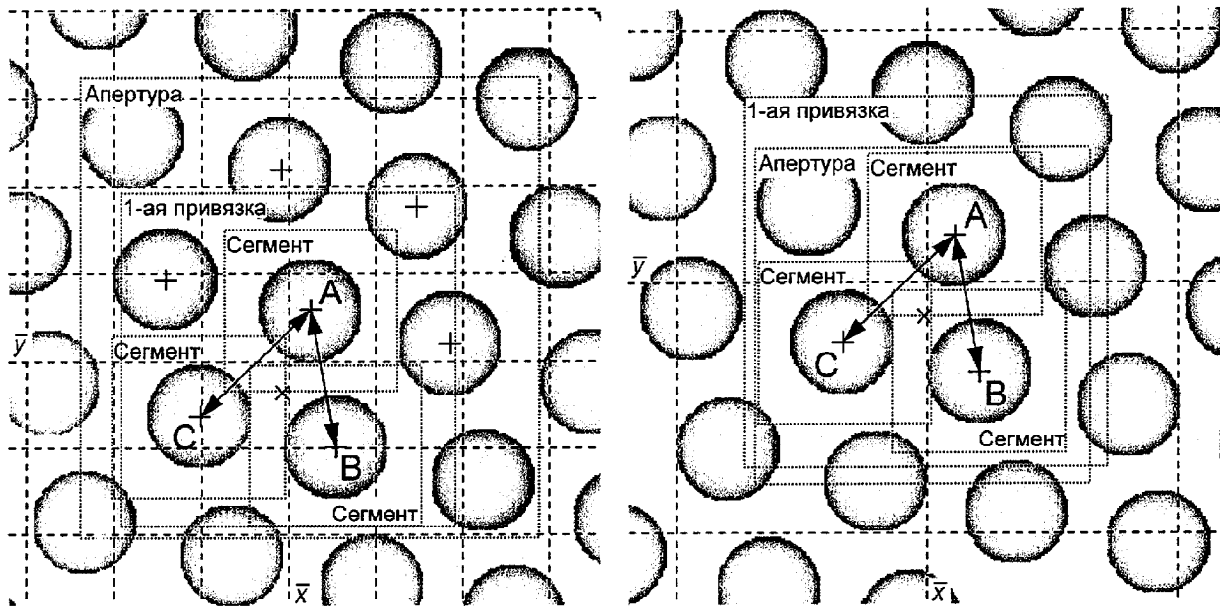 Апертура
1-ая привязка
Сегмент
A
y̅
Сегмент
C
B
Сегмент
x̅
1-ая привязка
Апертура
Сегмент
A
y̅
Сегмент
C
B
Сегмент
x̅